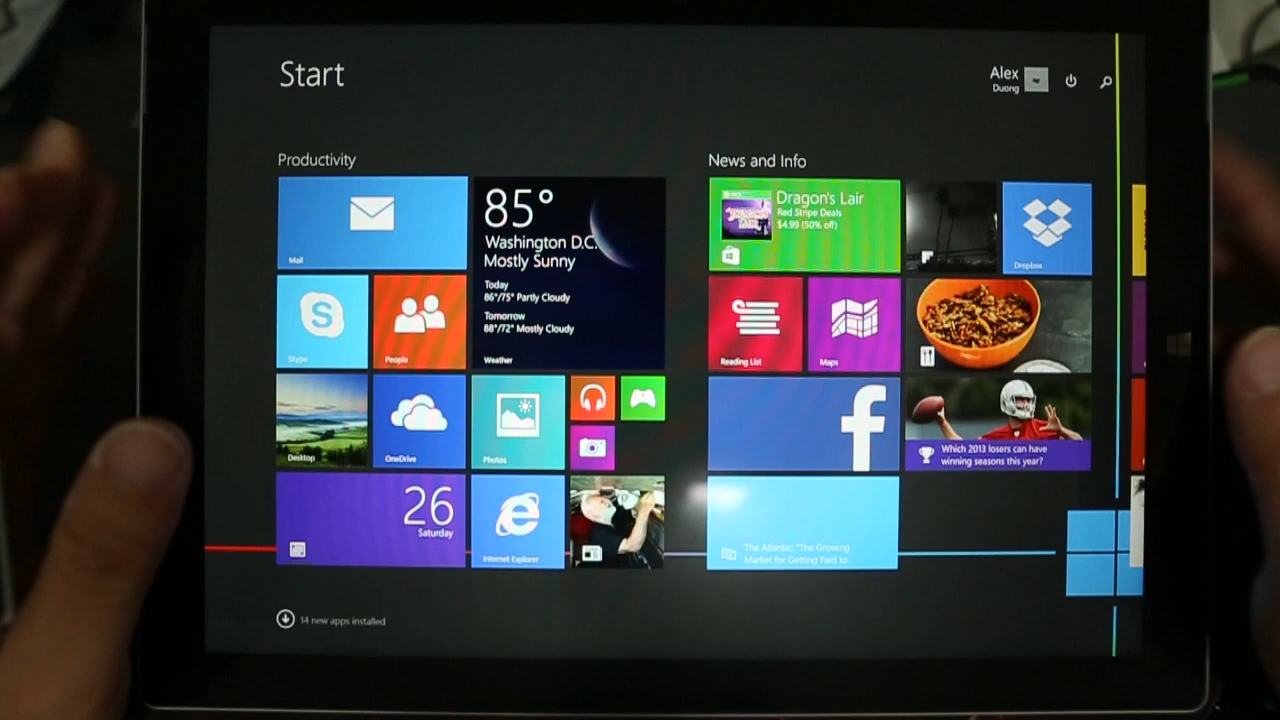 Start
Alex
Duong
Productivity
News and Info
Mail
85°
Washington D.C.
Mostly Sunny
Today
86°/75° Partly Cloudy
Tomorrow
88°/72° Mostly Cloudy
Weather
Dragon's Lair
Red Stripe Deals
$4.99 (50% off)
Dropbox
Skype
People
Reading List
Maps
Desktop
OneDrive
Photos
Which 2013 losers can have
winning seasons this year?
26
Saturday
Internet Explorer
The Atlantic: "The Growing
Market for Getting Paid to...
14 new apps installed